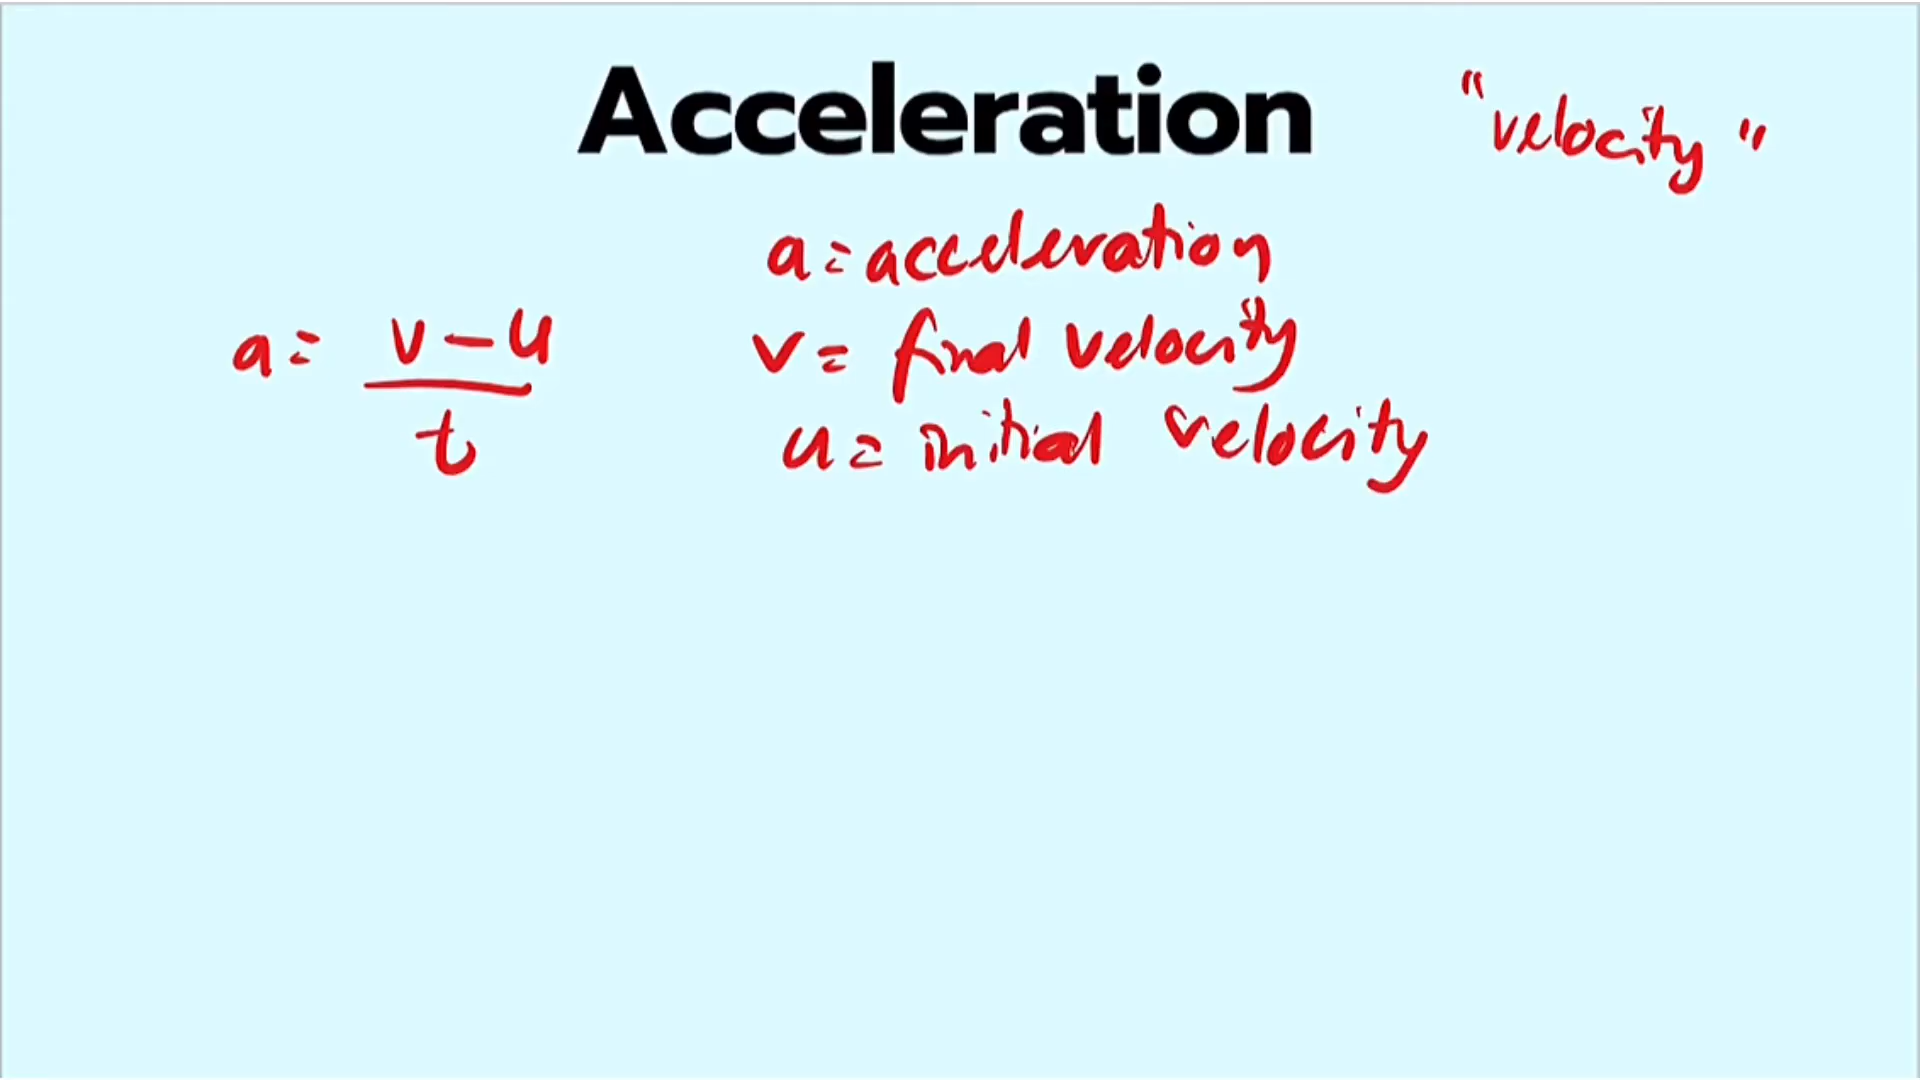 Acceleration
"velocity"
a = acceleration
a = v - u / t
v = final velocity
u = initial velocity